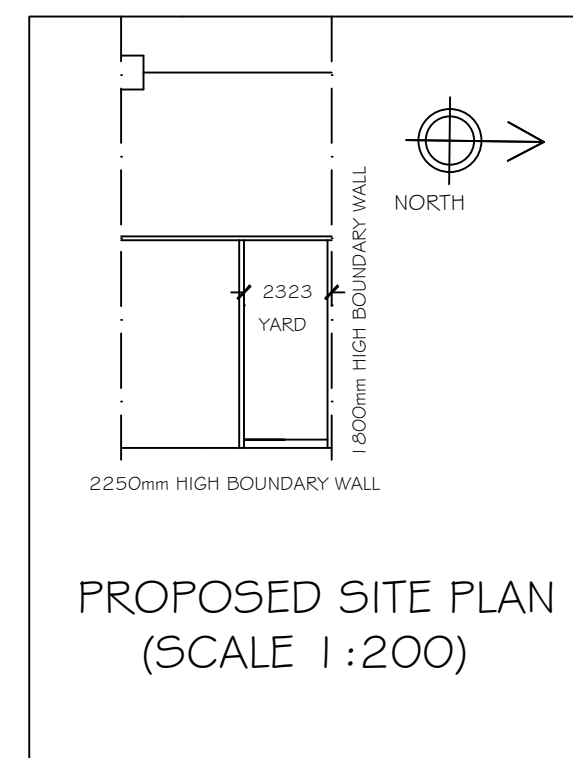 NORTH
1800mm HIGH BOUNDARY WALL
2323
YARD
2250mm HIGH BOUNDARY WALL
PROPOSED SITE PLAN
(SCALE 1:200)